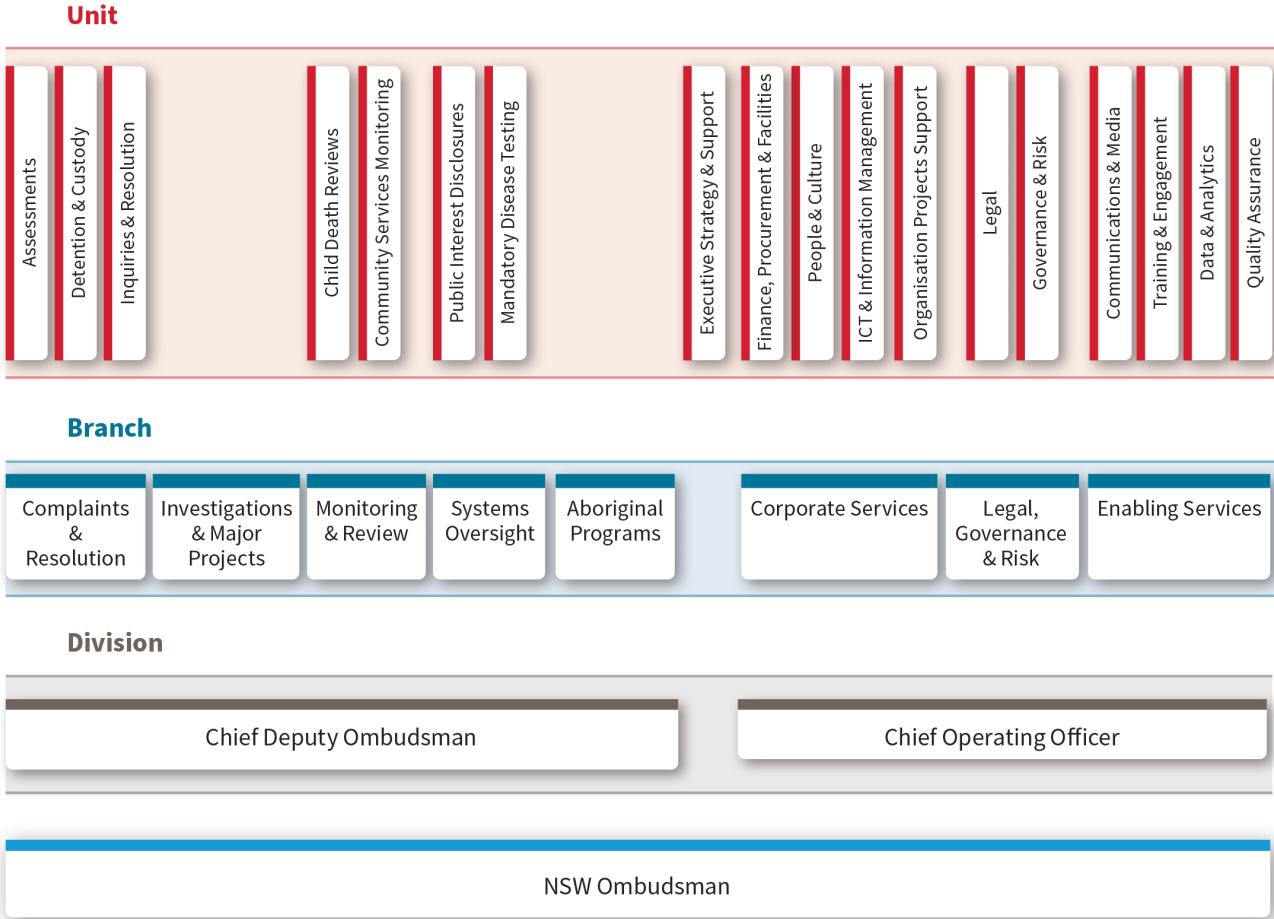 Unit
Assessments
Detention & Custody
Inquiries & Resolution
Child Death Reviews
Community Services Monitoring
Public Interest Disclosures
Mandatory Disease Testing
Executive Strategy & Support
Finance, Procurement & Facilities
People & Culture
ICT & Information Management
Organisation Projects Support
Legal
Governance & Risk
Communications & Media
Training & Engagement
Data & Analytics
Quality Assurance
Branch
Complaints
&
Resolution
Investigations
& Major
Projects
Monitoring
& Review
Systems
Oversight
Aboriginal
Programs
Corporate Services
Legal,
Governance
& Risk
Enabling Services
Division
Chief Deputy Ombudsman
Chief Operating Officer
NSW Ombudsman